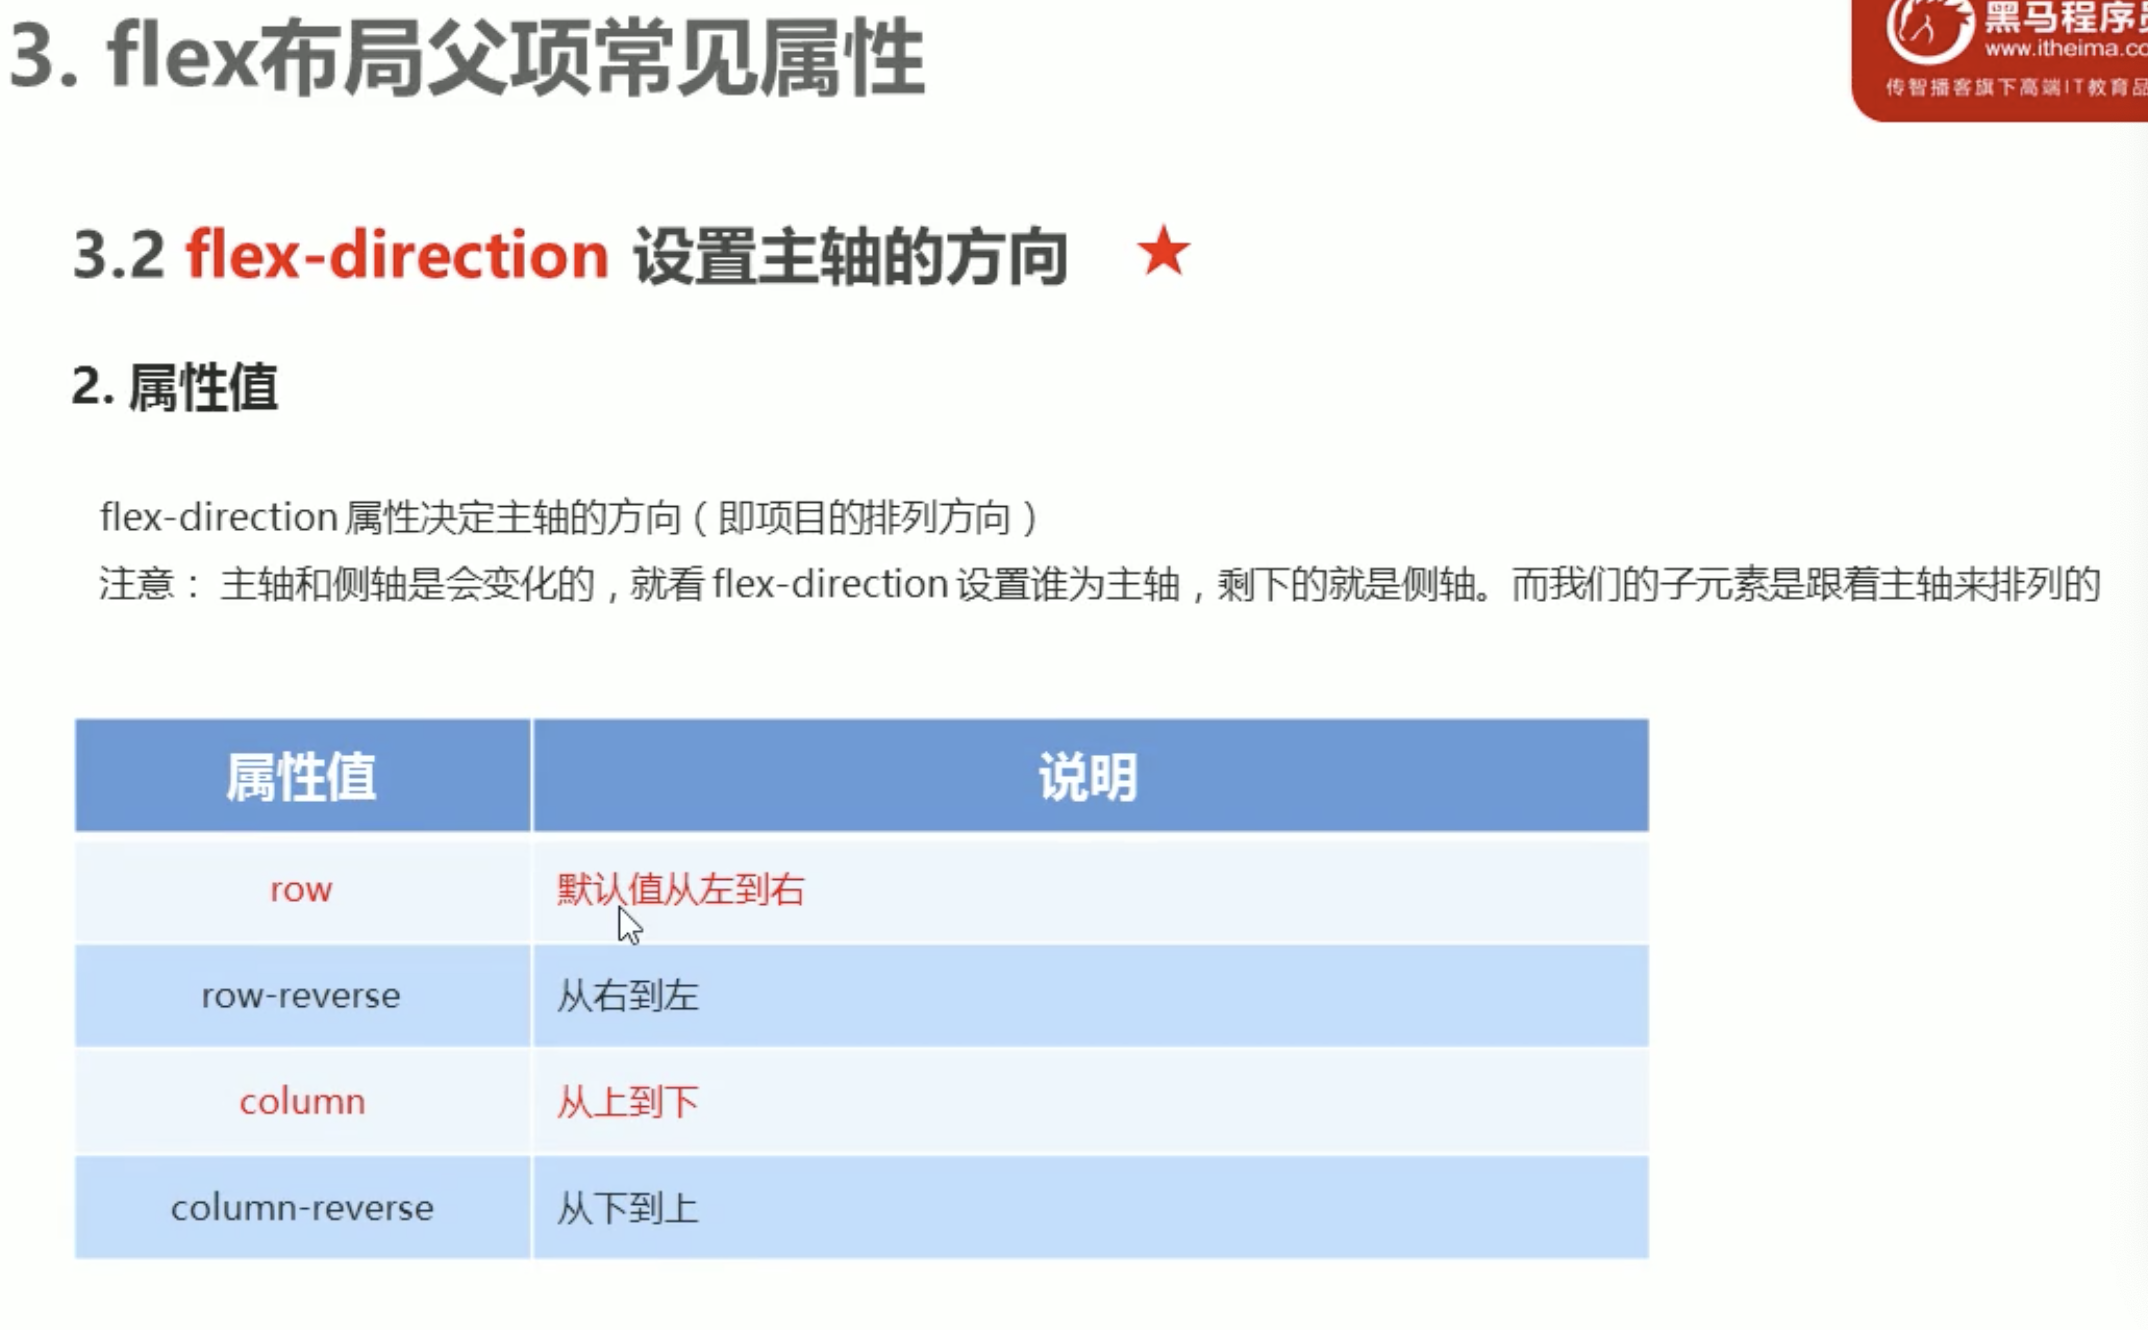 3. flex布局父项常见属性
黑马程序员
www.itheima.co
传智播客旗下高端IT教育品
3.2 flex-direction 设置主轴的方向 ★
2. 属性值
flex-direction 属性决定主轴的方向（即项目的排列方向）
注意： 主轴和侧轴是会变化的，就看 flex-direction 设置谁为主轴，剩下的就是侧轴。而我们的子元素是跟着主轴来排列的
属性值 说明
row 默认值从左到右
row-reverse 从右到左
column 从上到下
column-reverse 从下到上